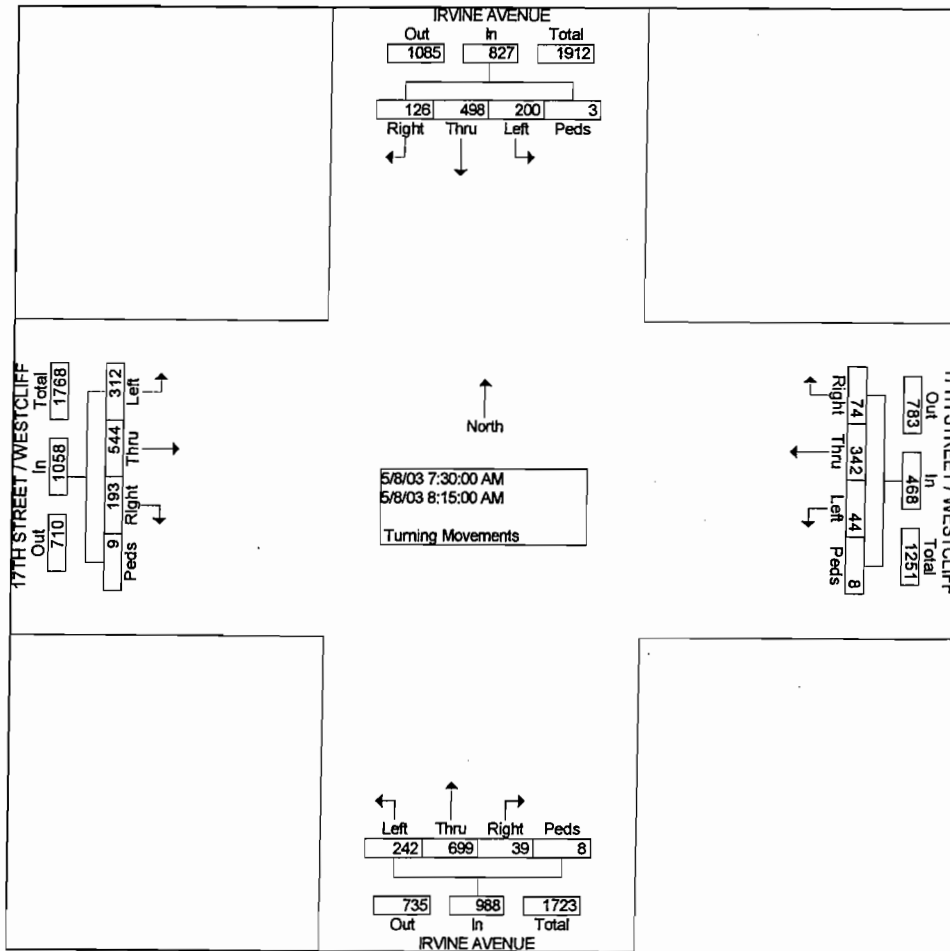 IRVINE AVENUE
Out In Total
1085 827 1912
126 498 200 3
Right Thru Left Peds
17TH STREET / WESTCLIFF
Total In Out
1768 1058 710
312 544 193 9
Left Thru Right Peds
North
5/8/03 7:30:00 AM
5/8/03 8:15:00 AM
Turning Movements
Right Thru Left Peds
74 342 44 8
Out In Total
783 468 1251
17TH STREET / WESTCLIFF
Left Thru Right Peds
242 699 39 8
735 988 1723
Out In Total
IRVINE AVENUE